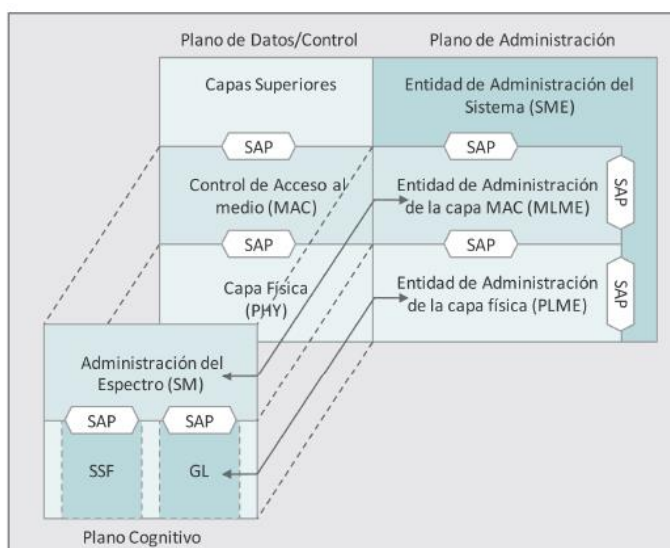 Plano de Datos/Control
Plano de Administración
Capas Superiores
Entidad de Administración del
Sistema (SME)
SAP
SAP
Control de Acceso al
medio (MAC)
Entidad de Administración
de la capa MAC (MLME)
SAP
SAP
SAP
Capa Física
(PHY)
Entidad de Administración
de la capa física (PLME)
SAP
Administración del
Espectro (SM)
SAP
SAP
SSF
GL
Plano Cognitivo